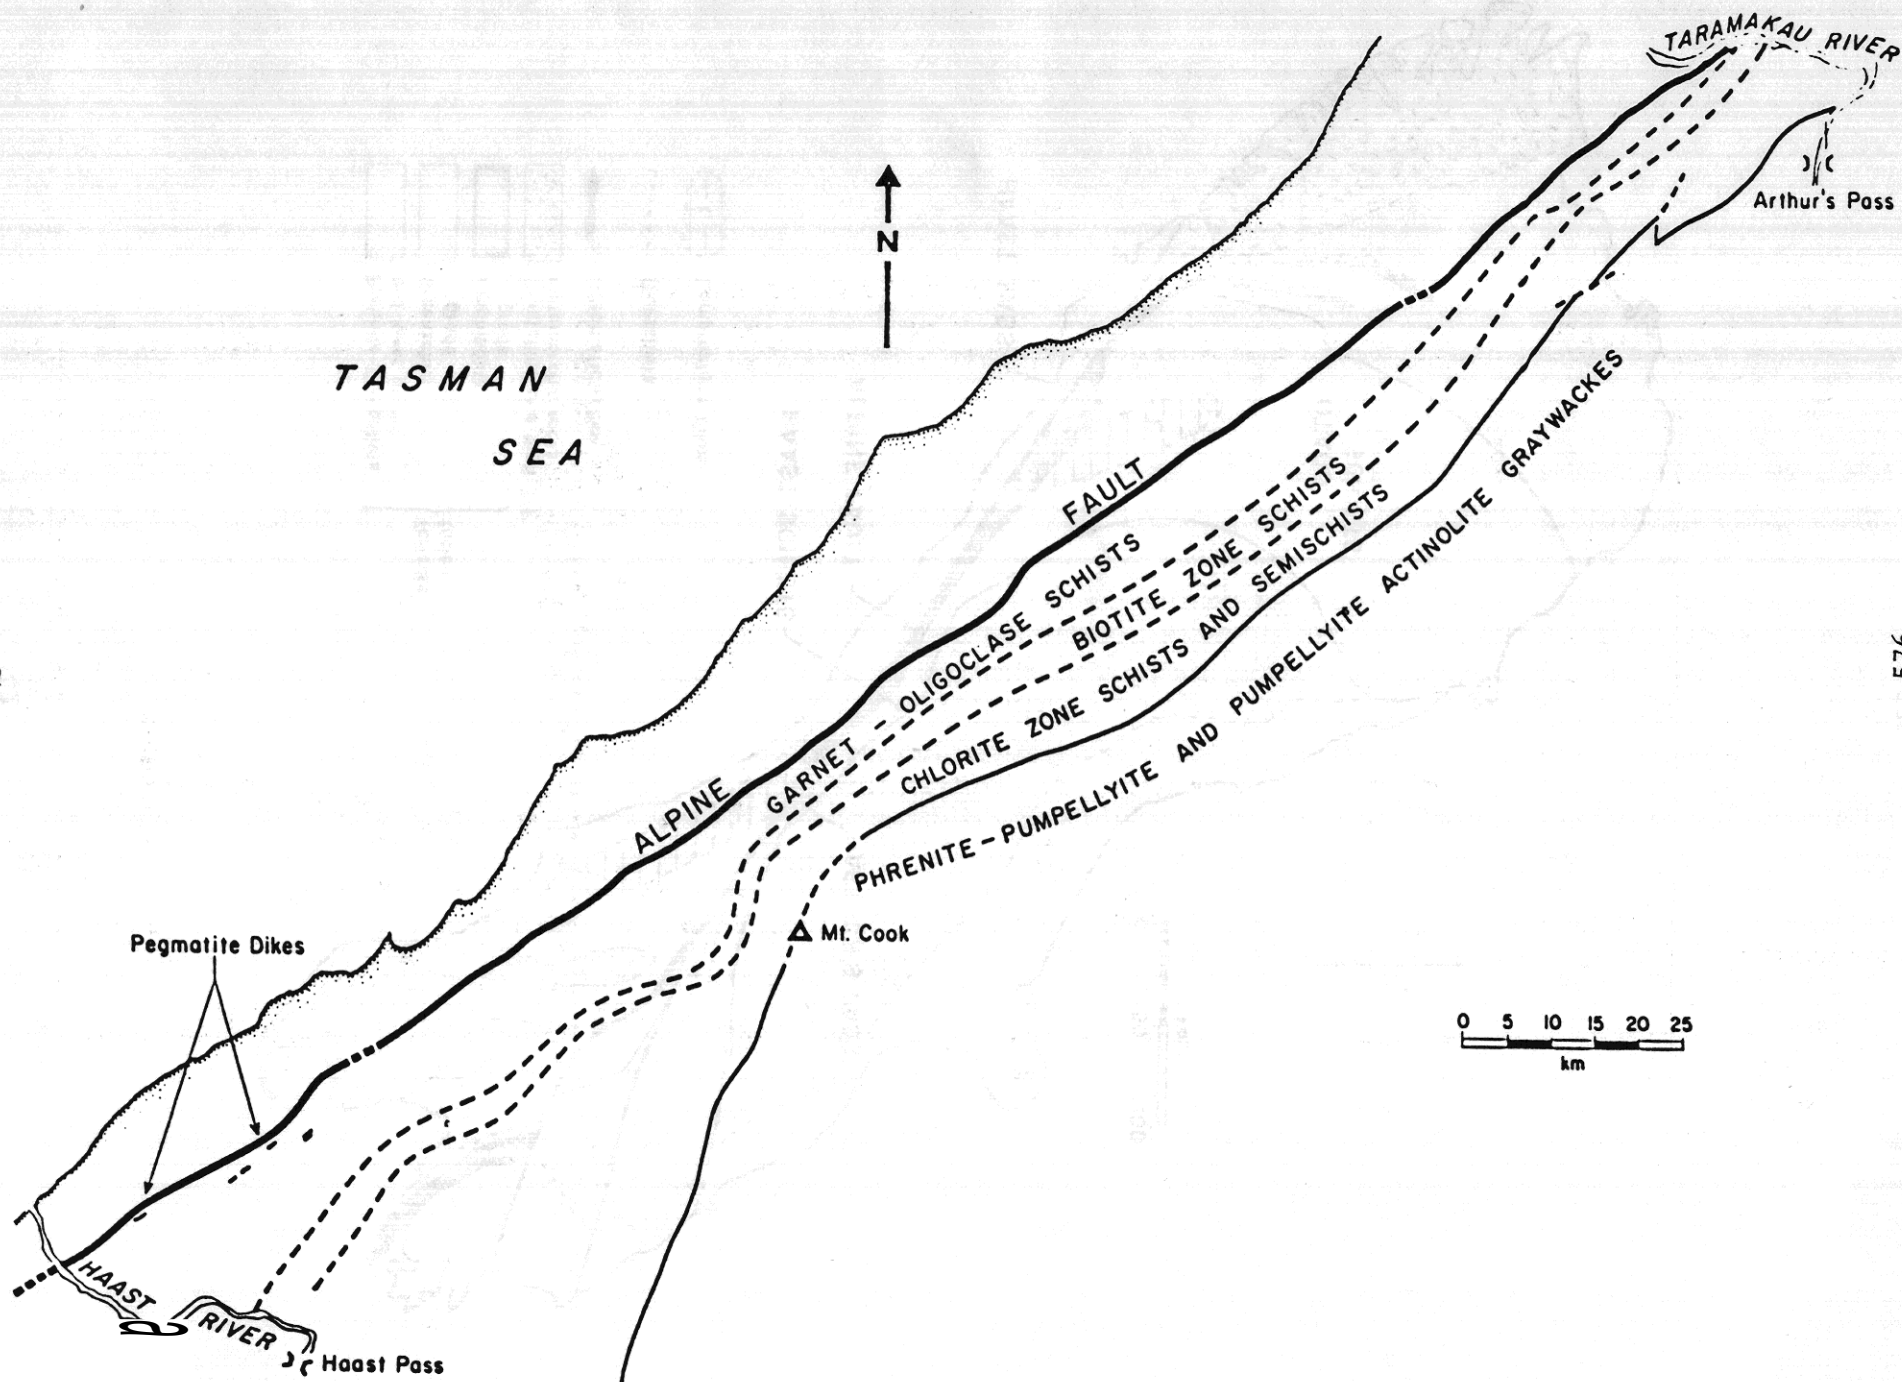 TARAMAKAU RIVER
Arthur's Pass
N
TASMAN
SEA
ALPINE FAULT
GARNET - OLIGOCLASE SCHISTS
BIOTITE ZONE SCHISTS
CHLORITE ZONE SCHISTS AND SEMISCHISTS
PHRENITE-PUMPELLYITE AND PUMPELLYITE ACTINOLITE GRAYWACKES
576
Mt. Cook
Pegmatite Dikes
0 5 10 15 20 25
km
HAAST
RIVER
Haast Pass